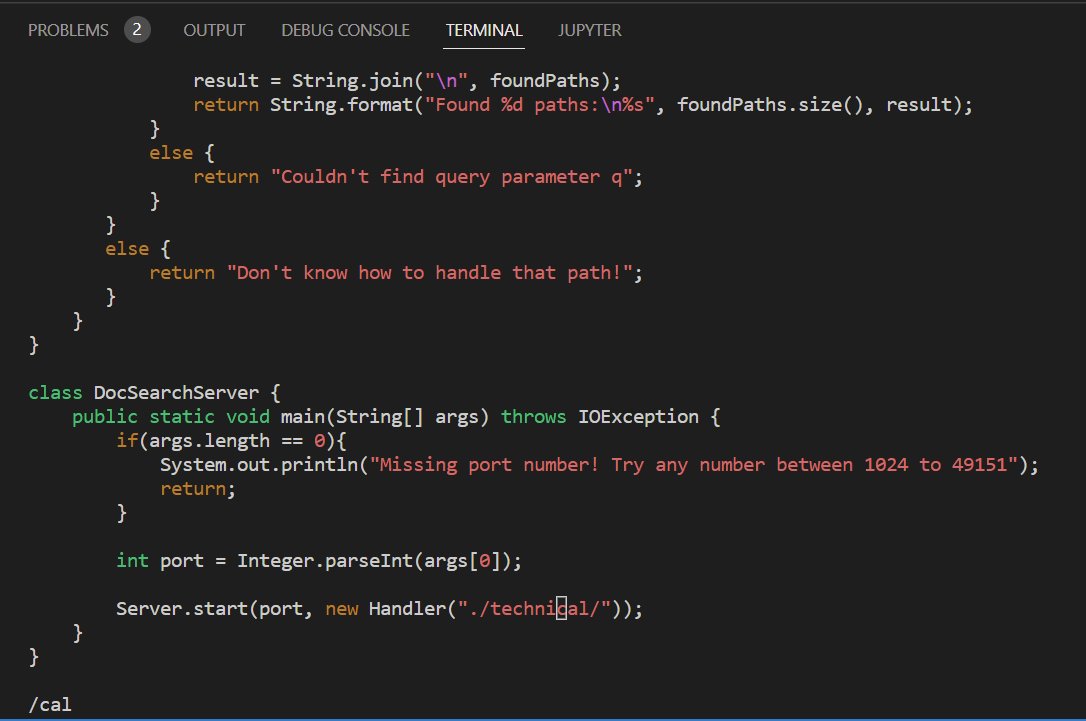 PROBLEMS 2 OUTPUT DEBUG CONSOLE TERMINAL JUPYTER
               result = String.join("\n", foundPaths);
               return String.format("Found %d paths:\n%s", foundPaths.size(), result);
           }
           else {
               return "Couldn't find query parameter q";
           }
       }
       else {
           return "Don't know how to handle that path!";
       }
    }
}

class DocSearchServer {
    public static void main(String[] args) throws IOException {
        if(args.length == 0){
            System.out.println("Missing port number! Try any number between 1024 to 49151");
            return;
        }

        int port = Integer.parseInt(args[0]);

        Server.start(port, new Handler("./technical/"));
    }
}

/cal